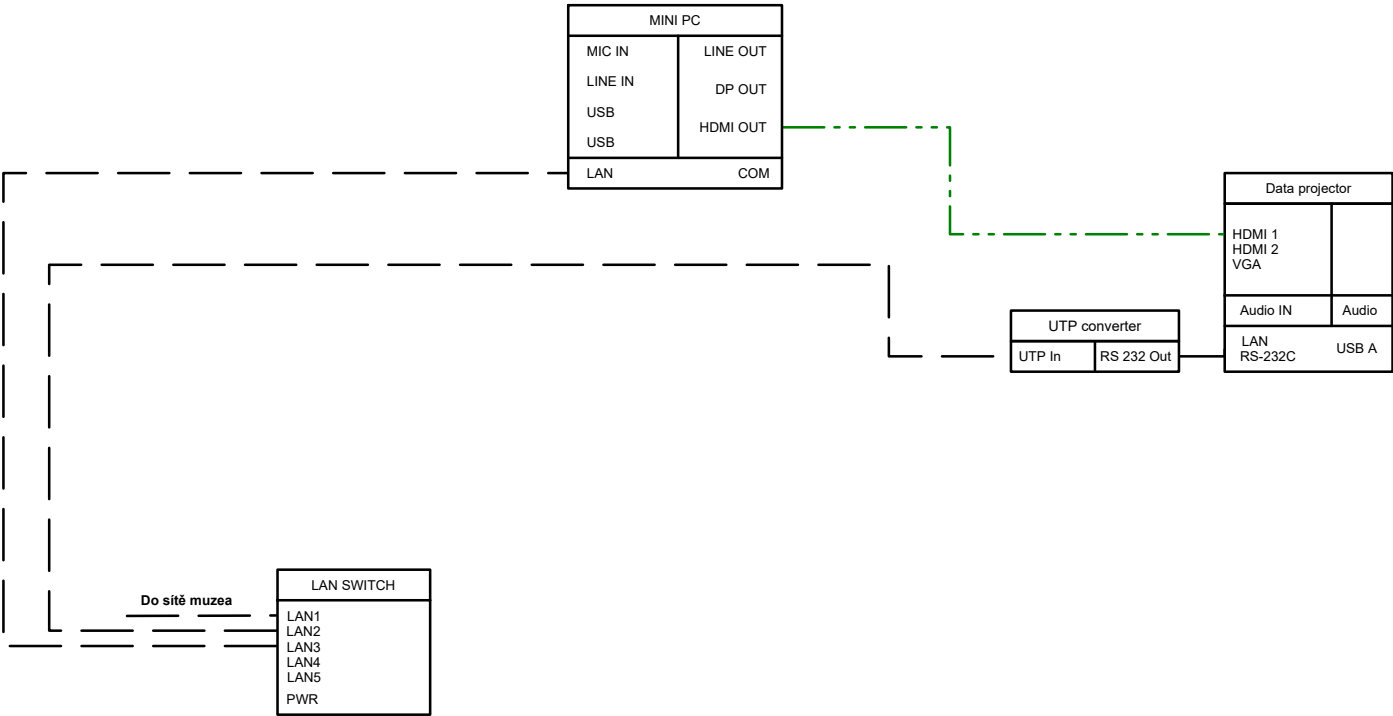 MINI PC
MIC IN
LINE OUT
LINE IN
DP OUT
USB
HDMI OUT
USB
LAN
COM
Data projector
HDMI 1
HDMI 2
VGA
Audio IN
Audio
LAN
RS-232C
USB A
UTP converter
UTP In
RS 232 Out
LAN SWITCH
Do sítě muzea
LAN1
LAN2
LAN3
LAN4
LAN5
PWR